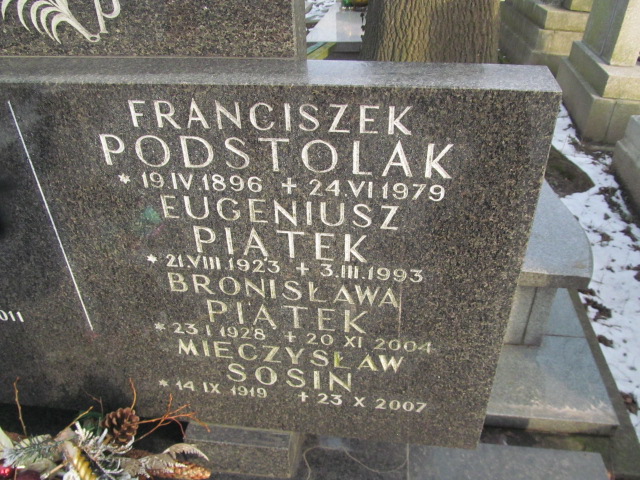 FRANCISZEK
PODSTOLAK
* 19.IV.1896 + 24.VI.1979
EUGENIUSZ
PIĄTEK
* 21.VIII.1923 + 3.III.1993
BRONISŁAWA
PIĄTEK
* 23 I 1928 + 20 XI 2004
MIECZYSŁAW
SOSIN
* 14 IX 1919 + 23 X 2007